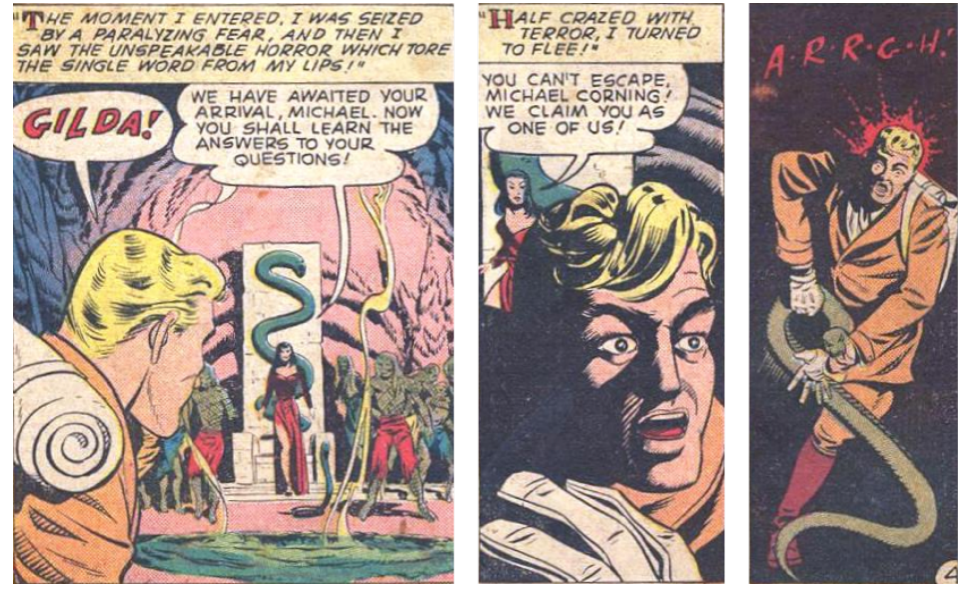 "THE MOMENT I ENTERED, I WAS SEIZED
BY A PARALYZING FEAR, AND THEN I
SAW THE UNSPEAKABLE HORROR WHICH TORE
THE SINGLE WORD FROM MY LIPS!"
GILDA!
WE HAVE AWAITED YOUR
ARRIVAL, MICHAEL. NOW
YOU SHALL LEARN THE
ANSWERS TO YOUR
QUESTIONS!
"HALF CRAZED WITH
TERROR, I TURNED
TO FLEE!"
YOU CAN'T ESCAPE,
MICHAEL CORNING!
WE CLAIM YOU AS
ONE OF US!
A·R·R·G·H!
4